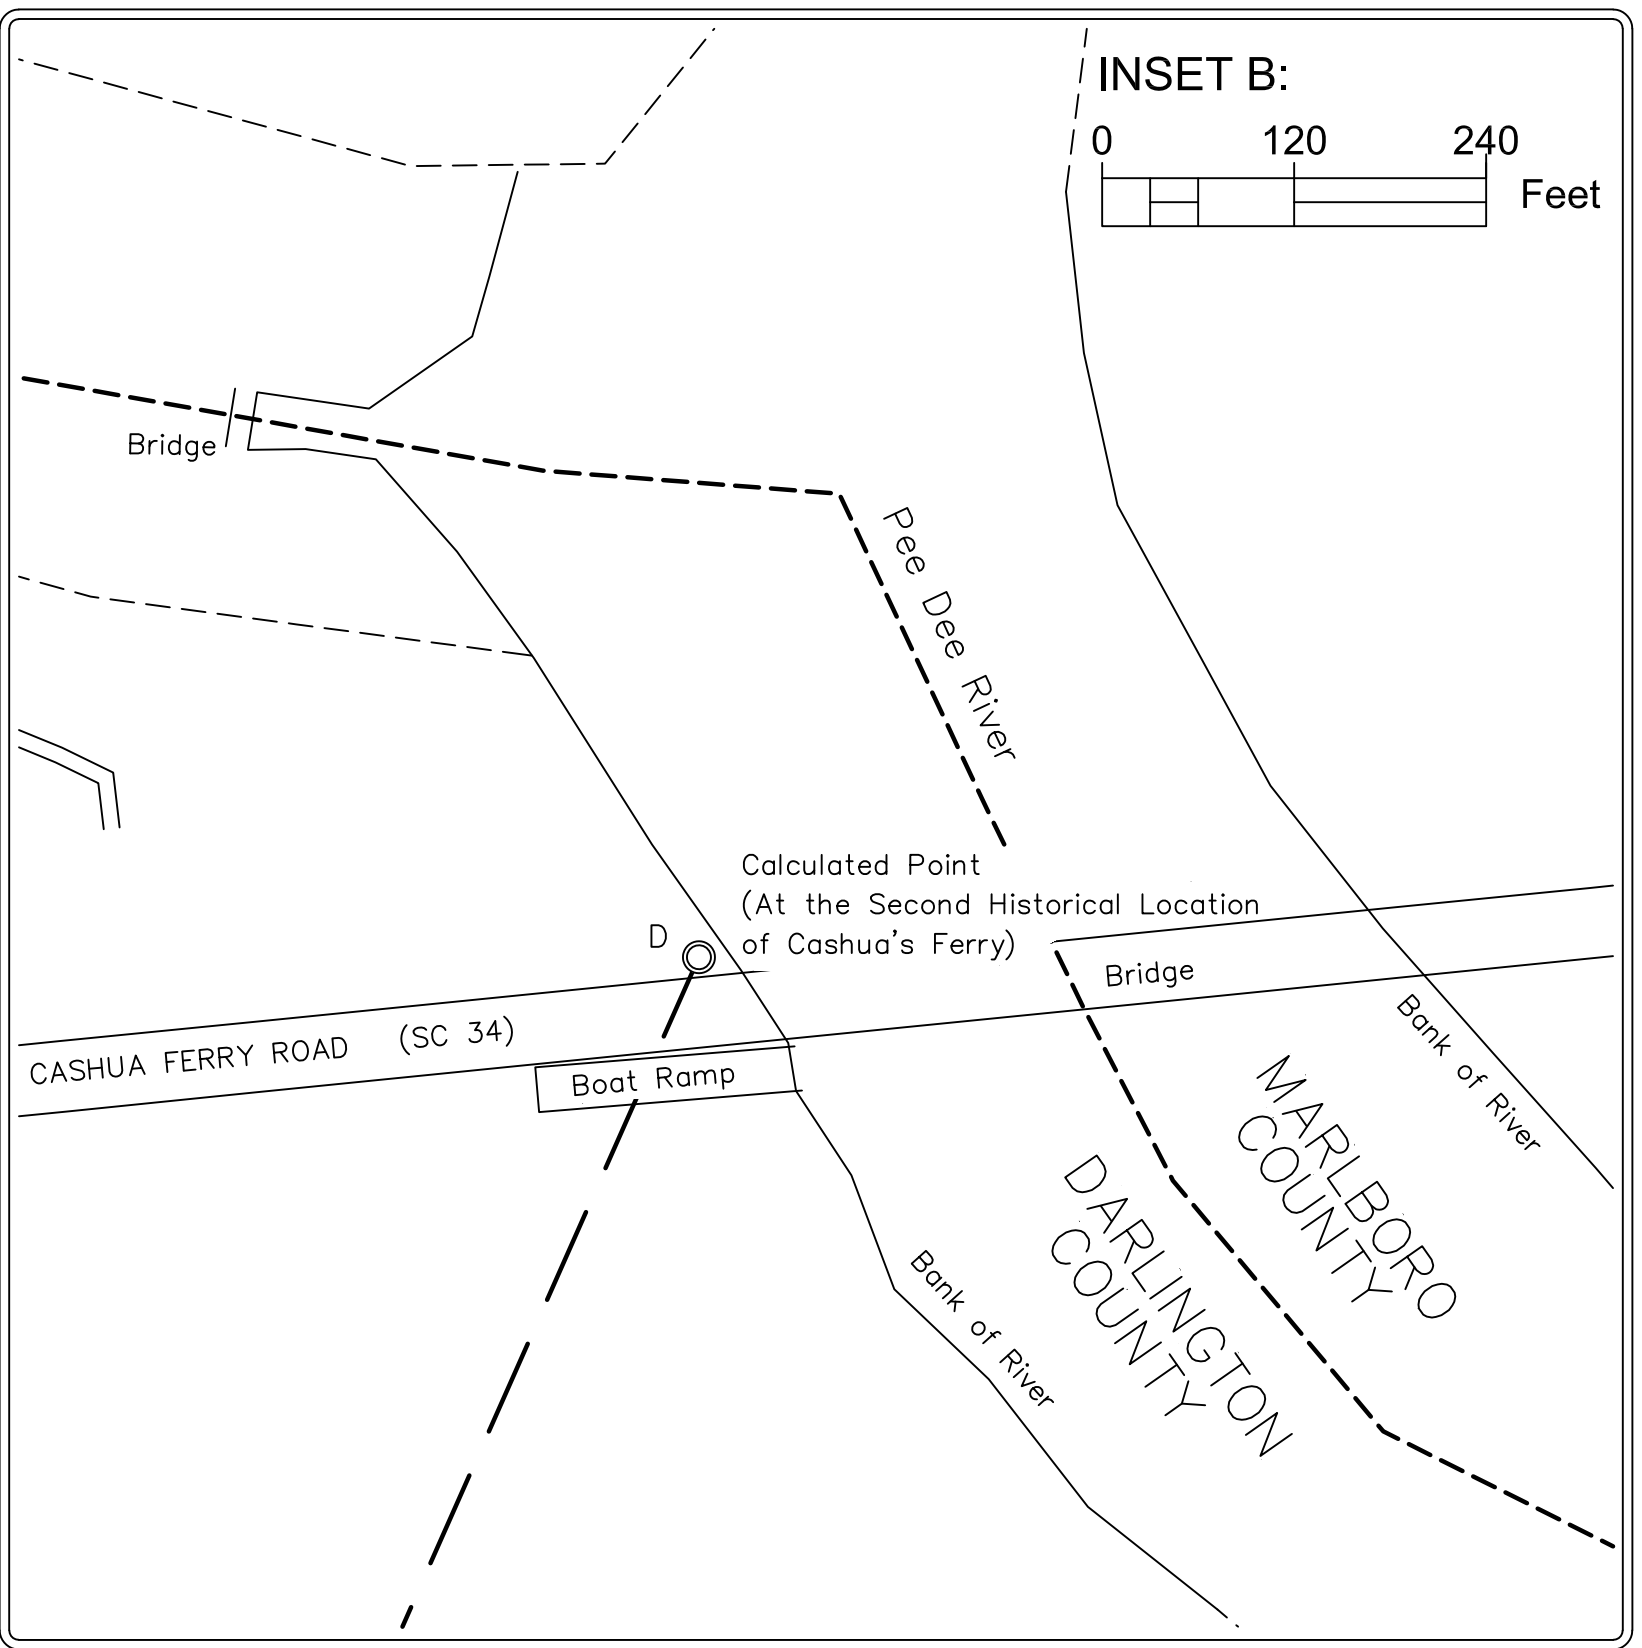 INSET B:
0 120 240
Feet
Bridge
Pee Dee River
Calculated Point
(At the Second Historical Location
of Cashua's Ferry)
D
Bridge
CASHUA FERRY ROAD (SC 34)
Boat Ramp
Bank of River
MARLBORO
COUNTY
DARLINGTON
COUNTY
Bank of River